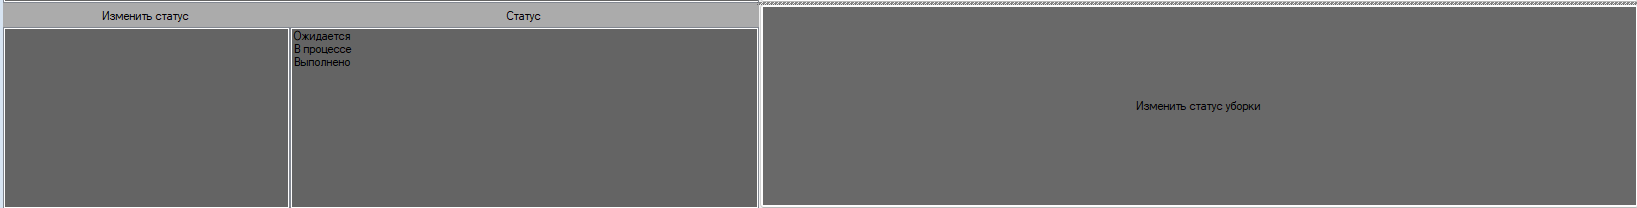 Изменить статус
Статус
Ожидается
В процессе
Выполнено
Изменить статус уборки